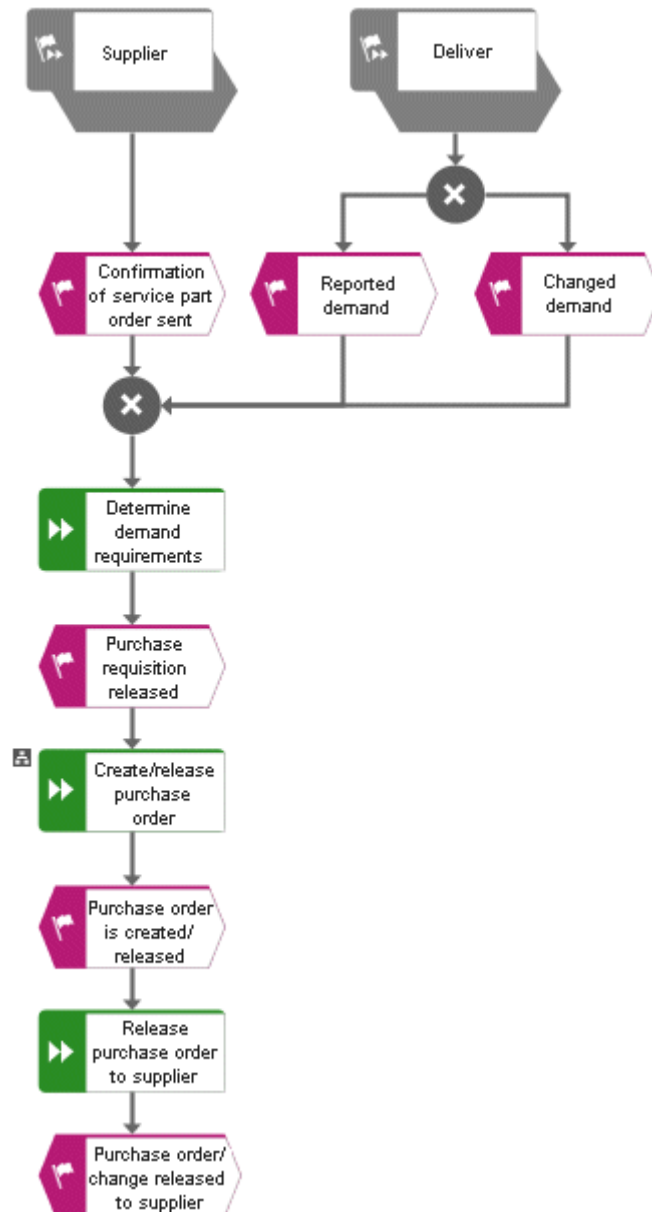 Supplier
Deliver
Confirmation
of service part
order sent
Reported
demand
Changed
demand
Determine
demand
requirements
Purchase
requisition
released
Create/release
purchase
order
Purchase order
is created/
released
Release
purchase order
to supplier
Purchase order/
change released
to supplier